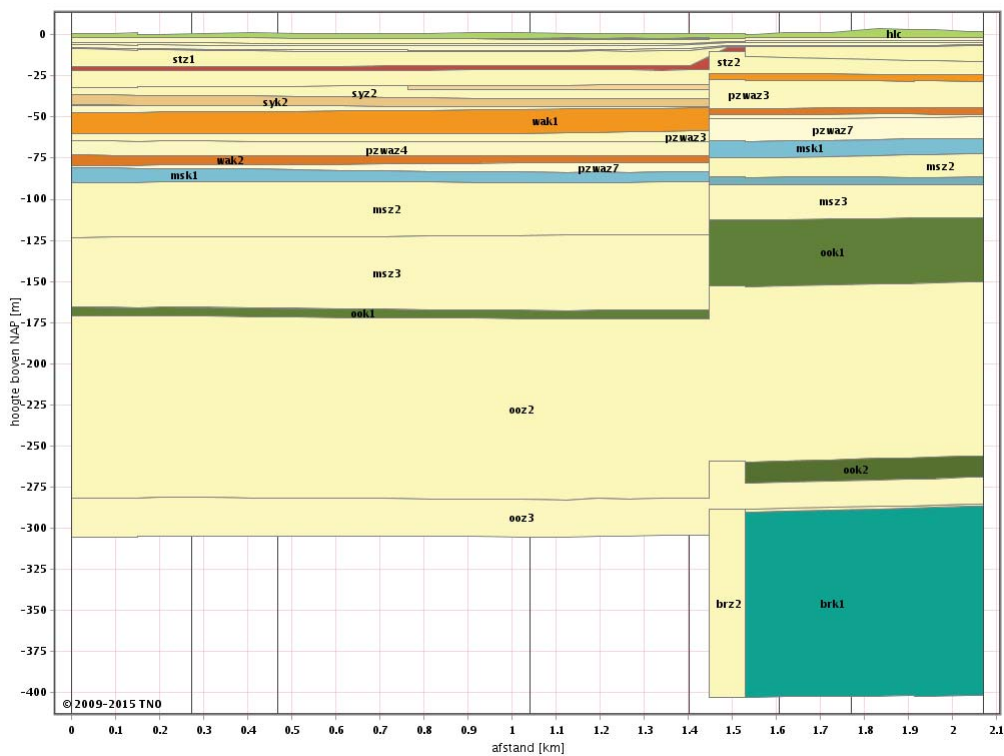 0
hlc
stz1
stz2
-25
syz2
syk2
pzwaz3
-50
wak1
pzwaz3
pzwaz7
pzwaz4
msk1
-75
wak2
pzwaz7
msz2
msk1
-100
msz2
msz3
-125
ook1
msz3
-150
ook1
-175
-200
ooz2
-225
-250
ook2
-275
ooz3
-300
-325
brz2
brk1
-350
-375
-400
hoogte boven NAP [m]
© 2009-2015 TNO
0 0.1 0.2 0.3 0.4 0.5 0.6 0.7 0.8 0.9 1 1.1 1.2 1.3 1.4 1.5 1.6 1.7 1.8 1.9 2 2.1
afstand [km]